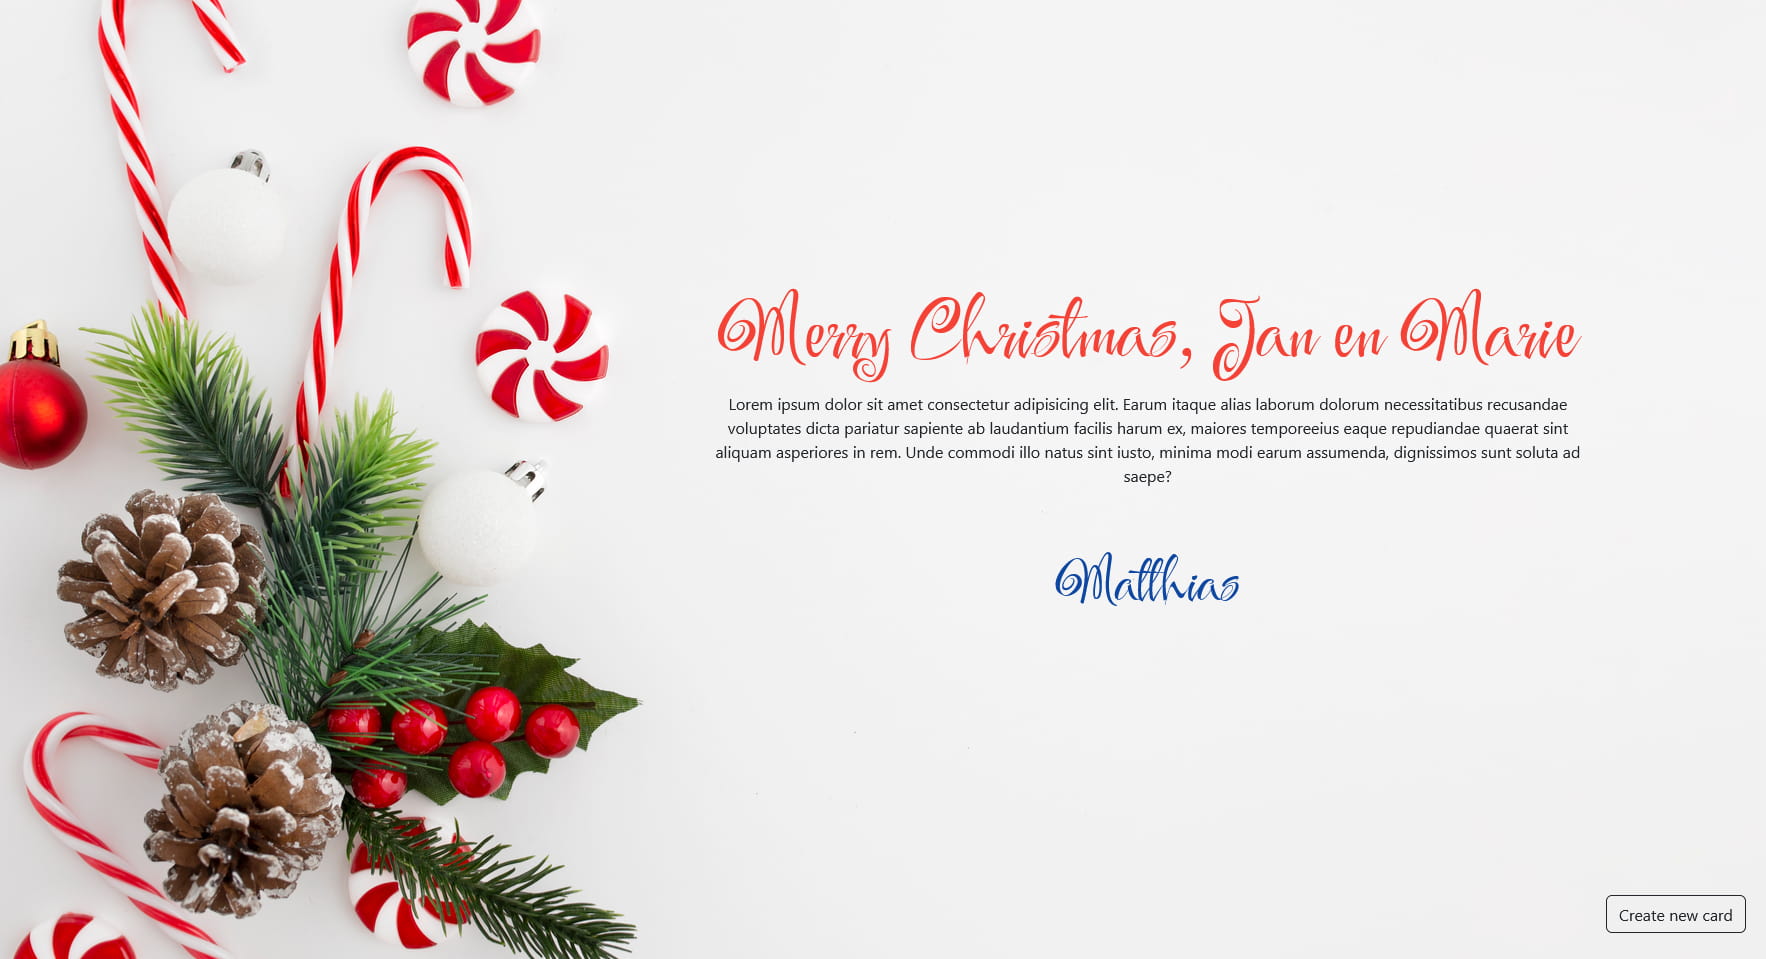 Merry Christmas, Jan en Marie
Lorem ipsum dolor sit amet consectetur adipisicing elit. Earum itaque alias laborum dolorum necessitatibus recusandae
voluptates dicta pariatur sapiente ab laudantium facilis harum ex, maiores temporeeius eaque repudiandae quaerat sint
aliquam asperiores in rem. Unde commodi illo natus sint iusto, minima modi earum assumenda, dignissimos sunt soluta ad
saepe?
Matthias
Create new card